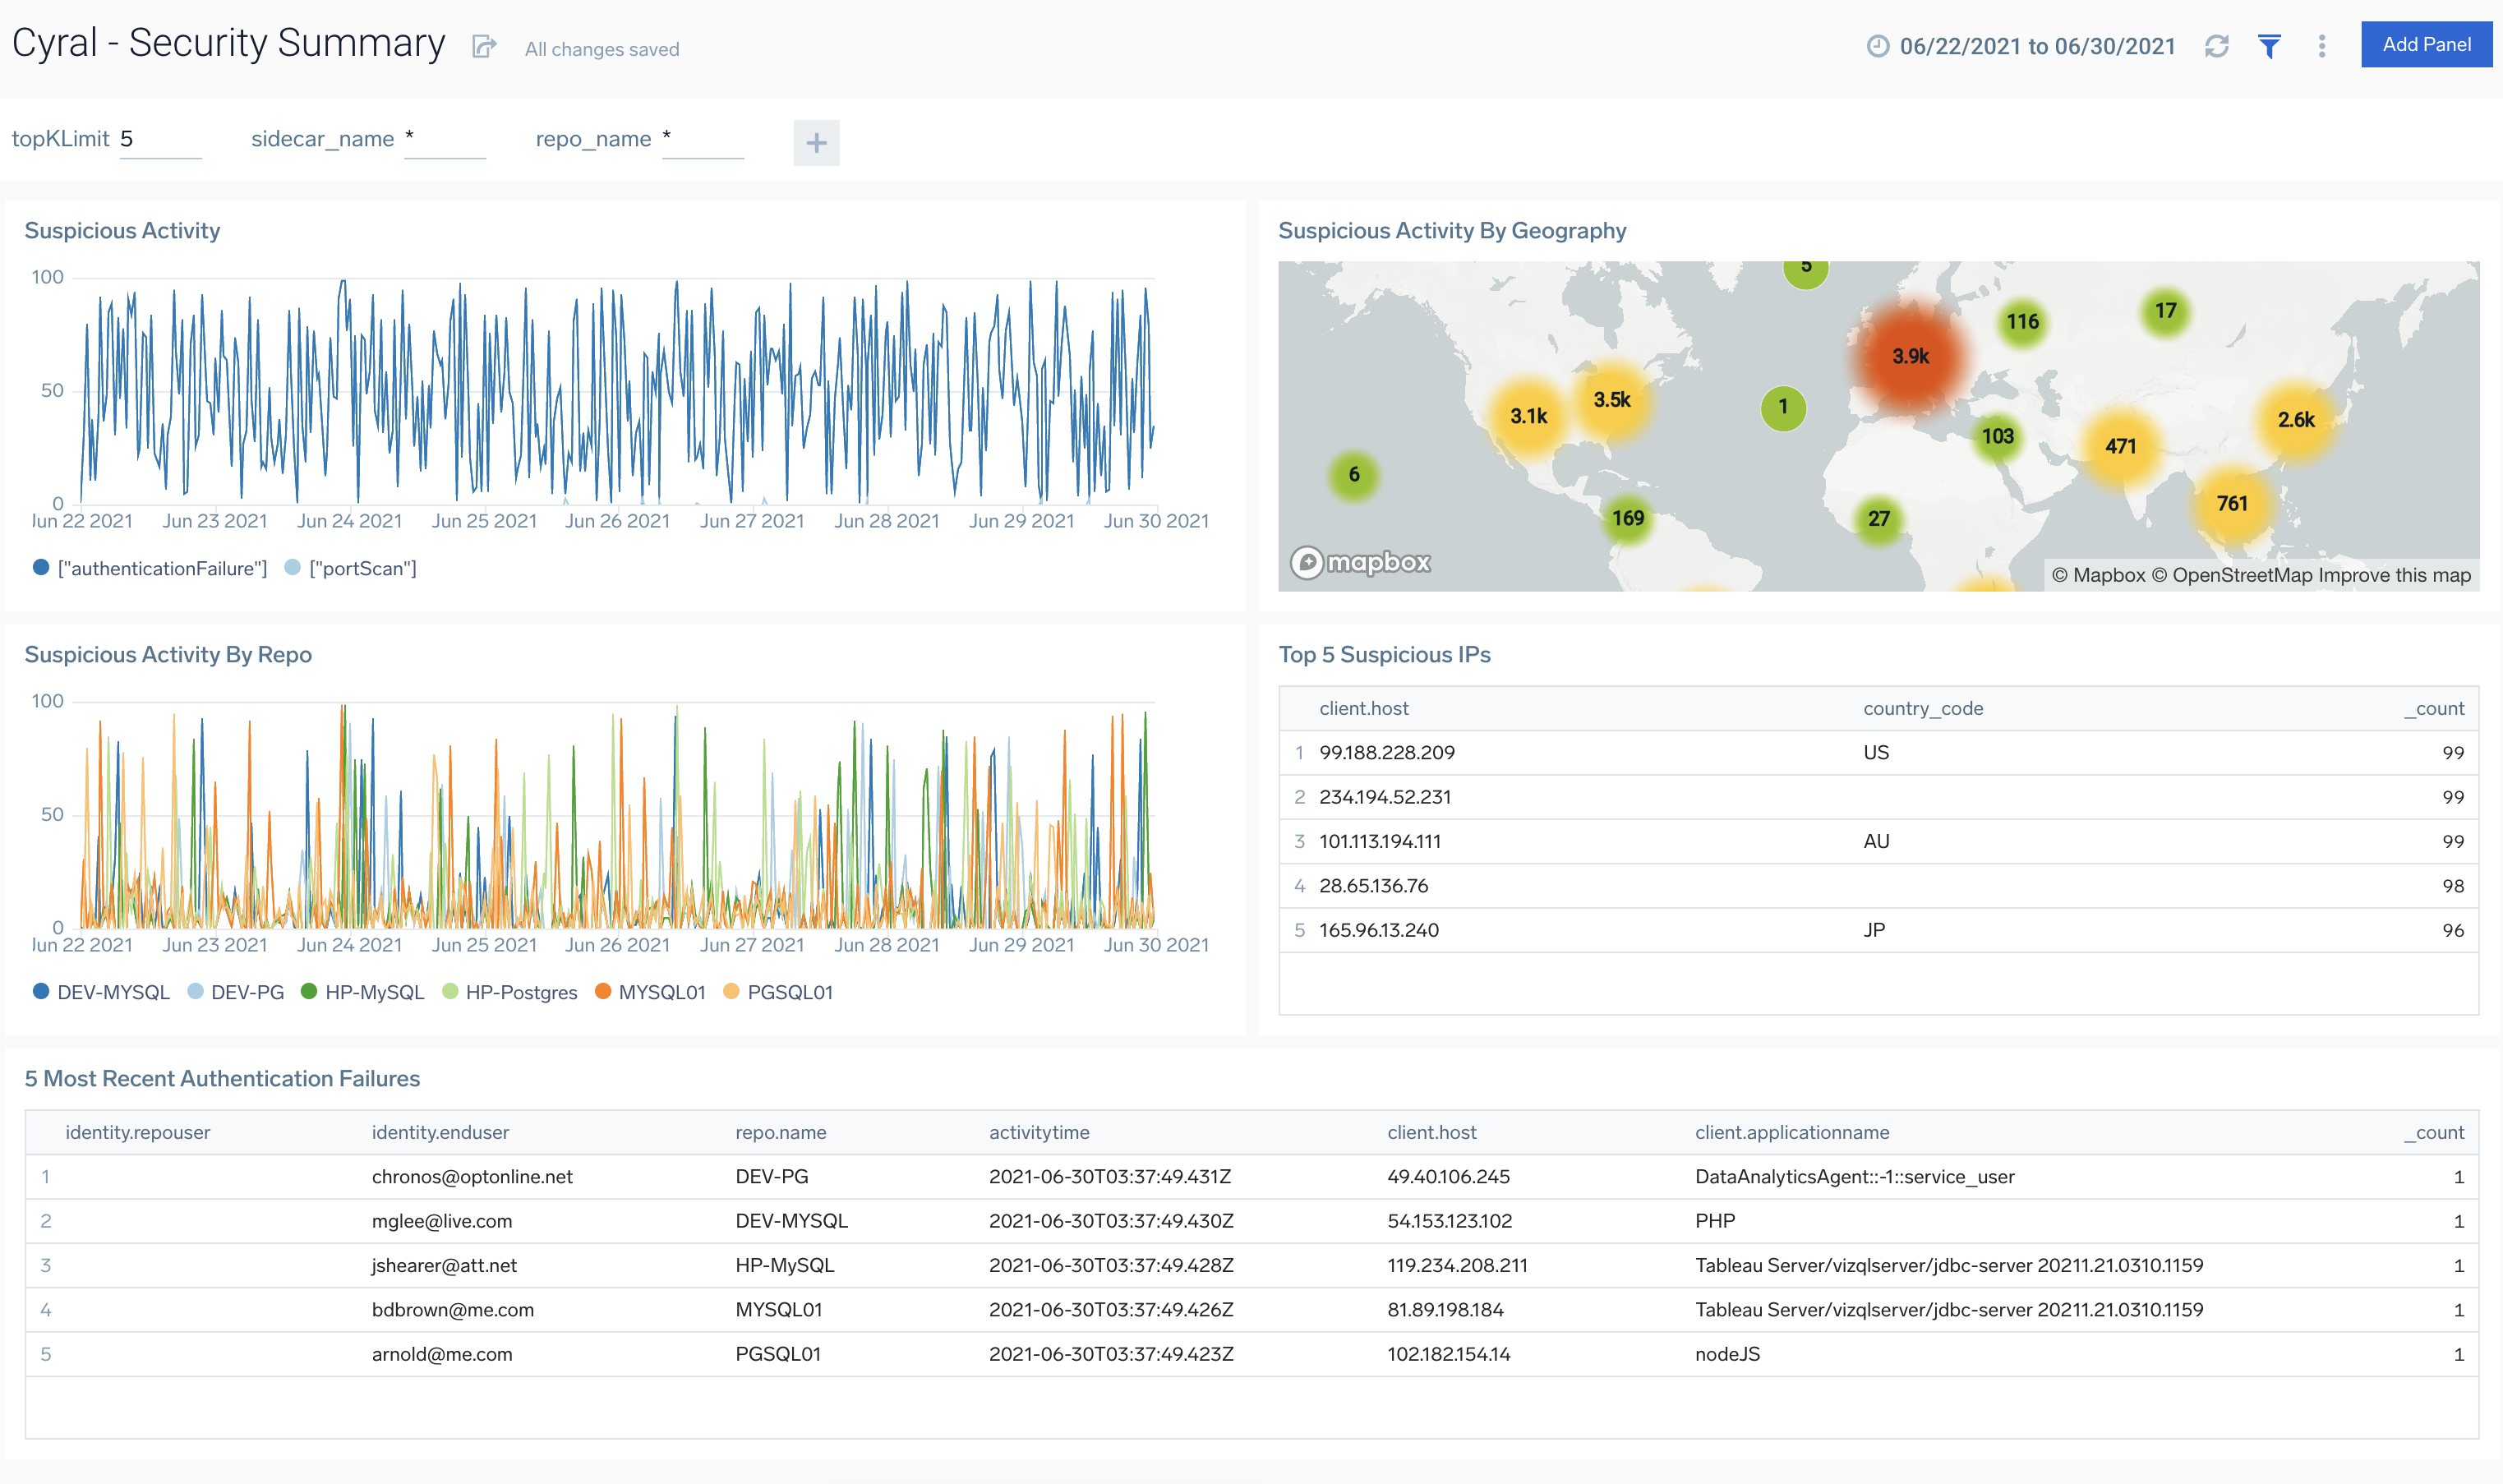 Cyral - Security Summary All changes saved 06/22/2021 to 06/30/2021 Add Panel
topKLimit 5 sidecar_name * repo_name * +
Suspicious Activity
100
50
0
Jun 22 2021 Jun 23 2021 Jun 24 2021 Jun 25 2021 Jun 26 2021 Jun 27 2021 Jun 28 2021 Jun 29 2021 Jun 30 2021
["authenticationFailure"] ["portScan"]
Suspicious Activity By Geography
5
17
116
3.9k
3.5k
1
3.1k
2.6k
103
471
6
761
169
27
mapbox
© Mapbox © OpenStreetMap Improve this map
Suspicious Activity By Repo
100
50
0
Jun 22 2021 Jun 23 2021 Jun 24 2021 Jun 25 2021 Jun 26 2021 Jun 27 2021 Jun 28 2021 Jun 29 2021 Jun 30 2021
DEV-MYSQL DEV-PG HP-MySQL HP-Postgres MYSQL01 PGSQL01
Top 5 Suspicious IPs
client.host country_code _count
1 99.188.228.209 US 99
2 234.194.52.231 99
3 101.113.194.111 AU 99
4 28.65.136.76 98
5 165.96.13.240 JP 96
5 Most Recent Authentication Failures
identity.repouser identity.enduser repo.name activitytime client.host client.applicationname _count
1 chronos@optonline.net DEV-PG 2021-06-30T03:37:49.431Z 49.40.106.245 DataAnalyticsAgent::-1::service_user 1
2 mglee@live.com DEV-MYSQL 2021-06-30T03:37:49.430Z 54.153.123.102 PHP 1
3 jshearer@att.net HP-MySQL 2021-06-30T03:37:49.428Z 119.234.208.211 Tableau Server/vizqlserver/jdbc-server 20211.21.0310.1159 1
4 bdbrown@me.com MYSQL01 2021-06-30T03:37:49.426Z 81.89.198.184 Tableau Server/vizqlserver/jdbc-server 20211.21.0310.1159 1
5 arnold@me.com PGSQL01 2021-06-30T03:37:49.423Z 102.182.154.14 nodeJS 1